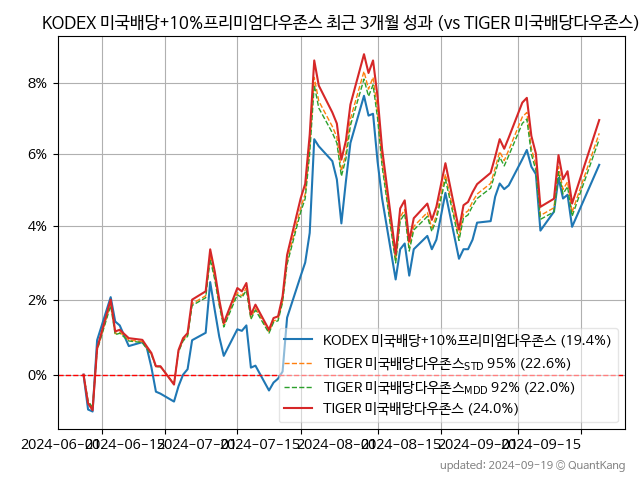 KODEX 미국배당+10%프리미엄다우존스 최근 3개월 성과 (vs TIGER 미국배당다우존스)
8%
6%
4%
2%
0%
KODEX 미국배당+10%프리미엄다우존스 (19.4%)
TIGER 미국배당다우존스STD 95% (22.6%)
TIGER 미국배당다우존스MDD 92% (22.0%)
TIGER 미국배당다우존스 (24.0%)
2024-06-01 2024-06-15 2024-07-01 2024-07-15 2024-08-01 2024-08-15 2024-09-01 2024-09-15
updated: 2024-09-19 © QuantKang